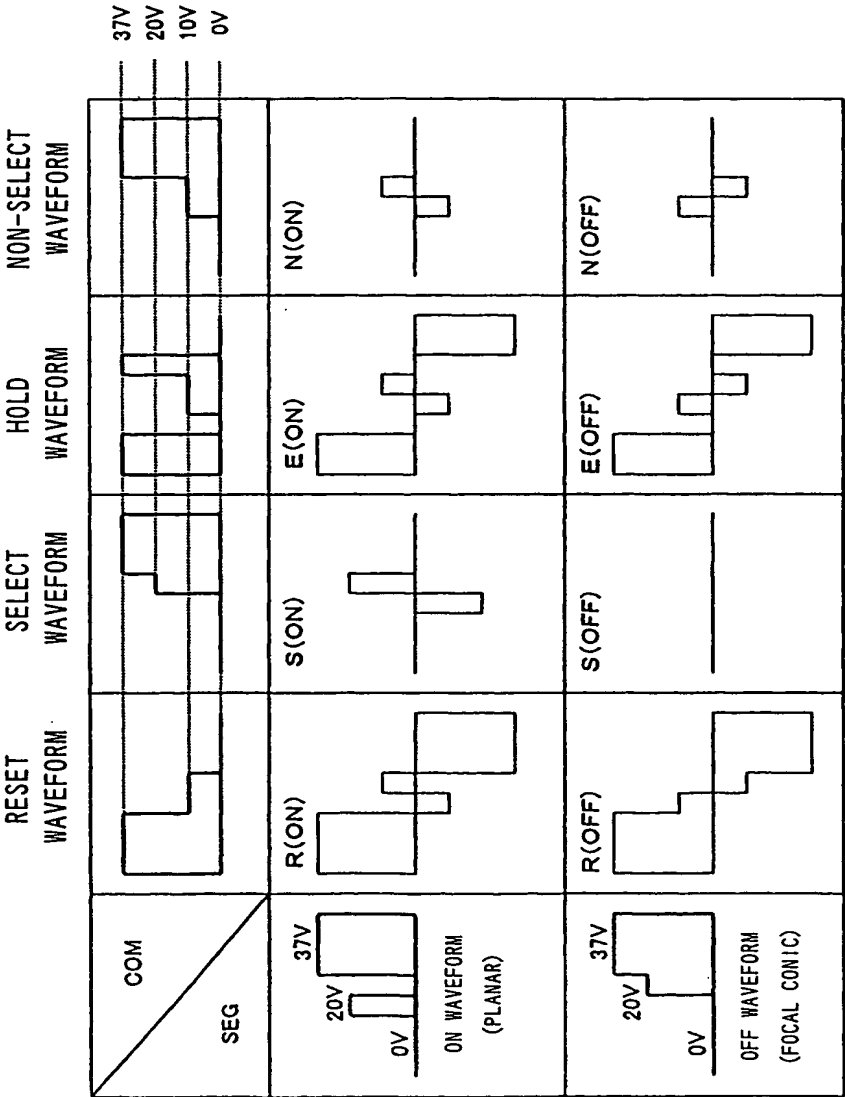 RESET
WAVEFORM
SELECT
WAVEFORM
HOLD
WAVEFORM
NON-SELECT
WAVEFORM
37V
20V
10V
0V
COM
SEG
37V
20V
0V
ON WAVEFORM
(PLANAR)
R(ON)
S(ON)
E(ON)
N(ON)
37V
20V
0V
OFF WAVEFORM
(FOCAL CONIC)
R(OFF)
S(OFF)
E(OFF)
N(OFF)